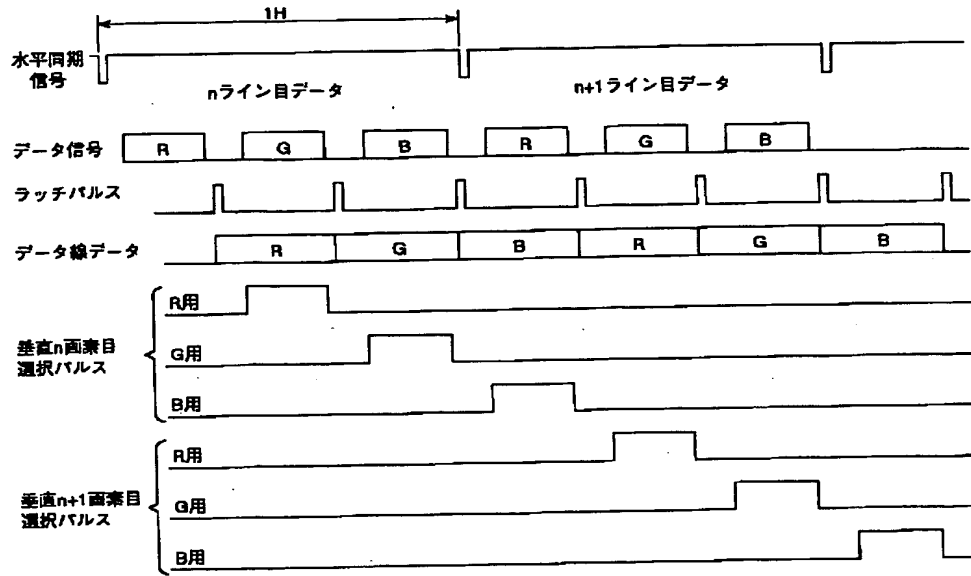 1H
水平同期
信号
nライン目データ
n+1ライン目データ
データ信号
R
G
B
R
G
B
ラッチパルス
データ線データ
R
G
B
R
G
B
垂直n画素目
選択パルス
R用
G用
B用
垂直n+1画素目
選択パルス
R用
G用
B用